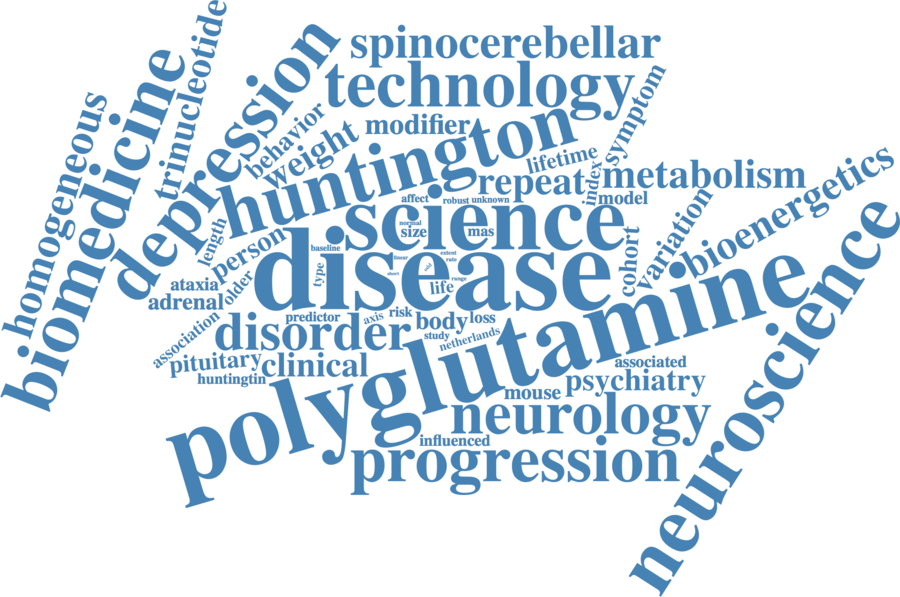 spinocerebellar
technology
trinucleotide
depression
biomedicine
homogeneous
behavior
weight
modifier
huntington
lifetime
symptom
index
repeat
metabolism
model
affect
robust
unknown
science
normal
size
mas
variation
bioenergetics
neuroscience
cohort
length
person
older
ataxia
adrenal
disease
baseline
type
linear
short
extent
rate
range
life
polyglutamine
predictor
axis
risk
body
loss
study
netherlands
association
disorder
pituitary
clinical
huntingtin
associated
psychiatry
mouse
neurology
influenced
progression